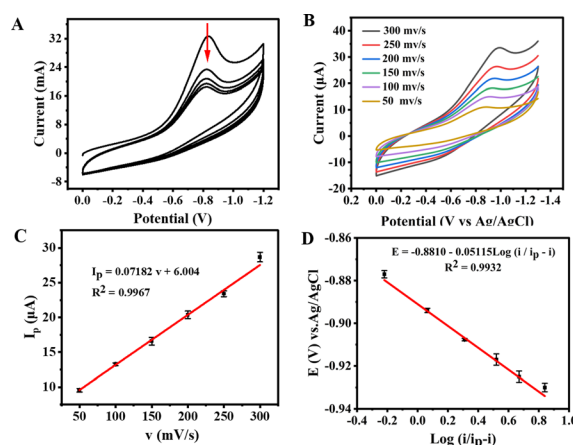 A
Current (mA)
32
24
16
8
0
-8
0.0 -0.2 -0.4 -0.6 -0.8 -1.0 -1.2
Potential (V)
B
Current (µA)
40
30
20
10
0
-10
-20
300 mv/s
250 mv/s
200 mv/s
150 mv/s
100 mv/s
50 mv/s
0.0 -0.2 -0.4 -0.6 -0.8 -1.0 -1.2 -1.4
Potential (V vs Ag/AgCl)
C
Ip (µA)
30
25
20
15
10
Ip = 0.07182 v + 6.004
R2 = 0.9967
50 100 150 200 250 300
v (mV/s)
D
E (V) vs.Ag/AgCl
-0.86
-0.88
-0.90
-0.92
-0.94
E = -0.8810 - 0.05115Log (i / ip - i)
R2 = 0.9932
-0.4 -0.2 0.0 0.2 0.4 0.6 0.8 1.0
Log (i/ip-i)